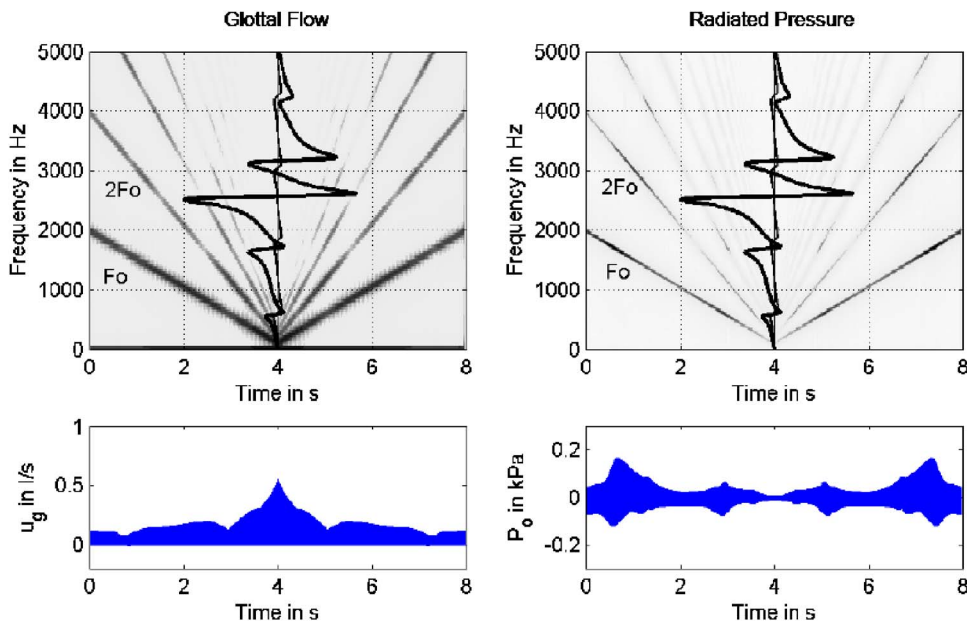 Glottal Flow
Radiated Pressure
5000
4000
3000
2000
1000
0
Frequency in Hz
2Fo
Fo
0 2 4 6 8
Time in s
5000
4000
3000
2000
1000
0
Frequency in Hz
2Fo
Fo
0 2 4 6 8
Time in s
1
0.5
0
u_g in l/s
0 2 4 6 8
Time in s
0.2
0
-0.2
P_o in kPa
0 2 4 6 8
Time in s